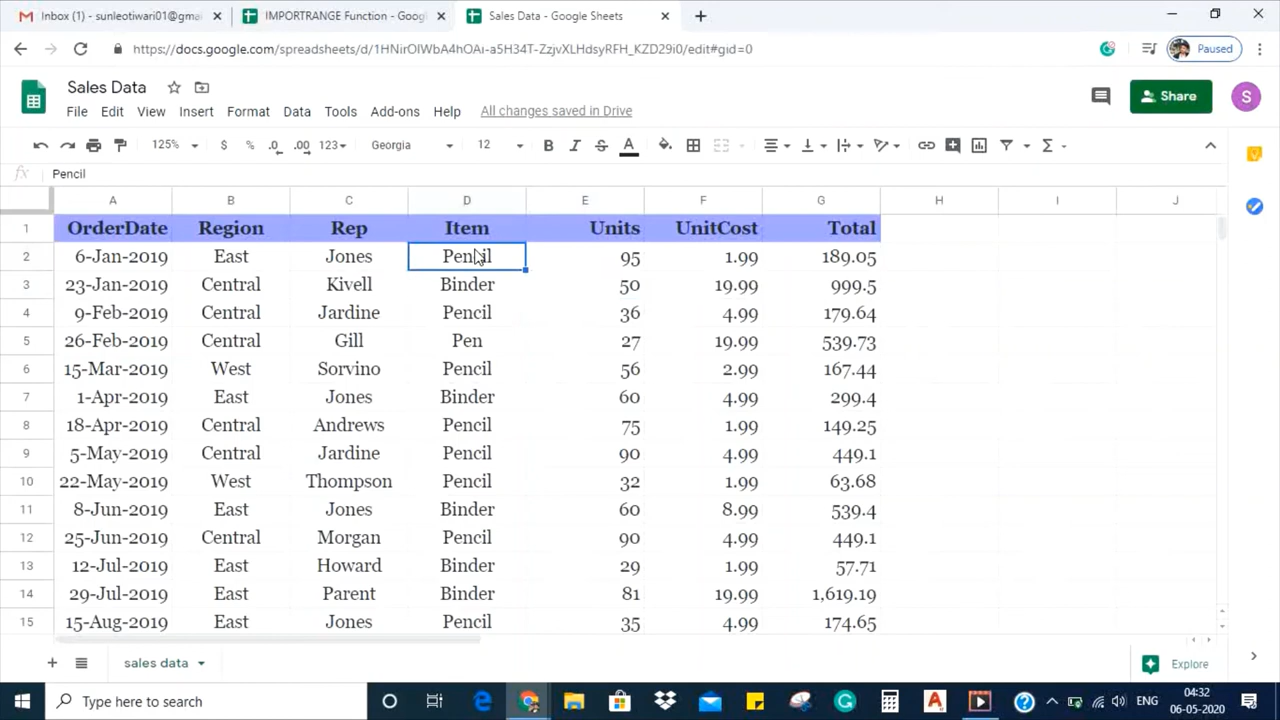 Inbox (1) - sunleotiwari01@gma
IMPORTRANGE Function - Goog
Sales Data - Google Sheets
https://docs.google.com/spreadsheets/d/1HNirOIWbA4hOAi-a5H34T-ZzjvXLHdsyRFH_KZD29i0/edit#gid=0
Paused
Sales Data
File Edit View Insert Format Data Tools Add-ons Help All changes saved in Drive
Share
S
125% $ % .0 .00 123 Georgia 12 B I S A
fx Pencil
A B C D E F G H I J
1 OrderDate Region Rep Item Units UnitCost Total
2 6-Jan-2019 East Jones Pencil 95 1.99 189.05
3 23-Jan-2019 Central Kivell Binder 50 19.99 999.5
4 9-Feb-2019 Central Jardine Pencil 36 4.99 179.64
5 26-Feb-2019 Central Gill Pen 27 19.99 539.73
6 15-Mar-2019 West Sorvino Pencil 56 2.99 167.44
7 1-Apr-2019 East Jones Binder 60 4.99 299.4
8 18-Apr-2019 Central Andrews Pencil 75 1.99 149.25
9 5-May-2019 Central Jardine Pencil 90 4.99 449.1
10 22-May-2019 West Thompson Pencil 32 1.99 63.68
11 8-Jun-2019 East Jones Binder 60 8.99 539.4
12 25-Jun-2019 Central Morgan Pencil 90 4.99 449.1
13 12-Jul-2019 East Howard Binder 29 1.99 57.71
14 29-Jul-2019 East Parent Binder 81 19.99 1,619.19
15 15-Aug-2019 East Jones Pencil 35 4.99 174.65
sales data
Explore
Type here to search
ENG
04:32
06-05-2020